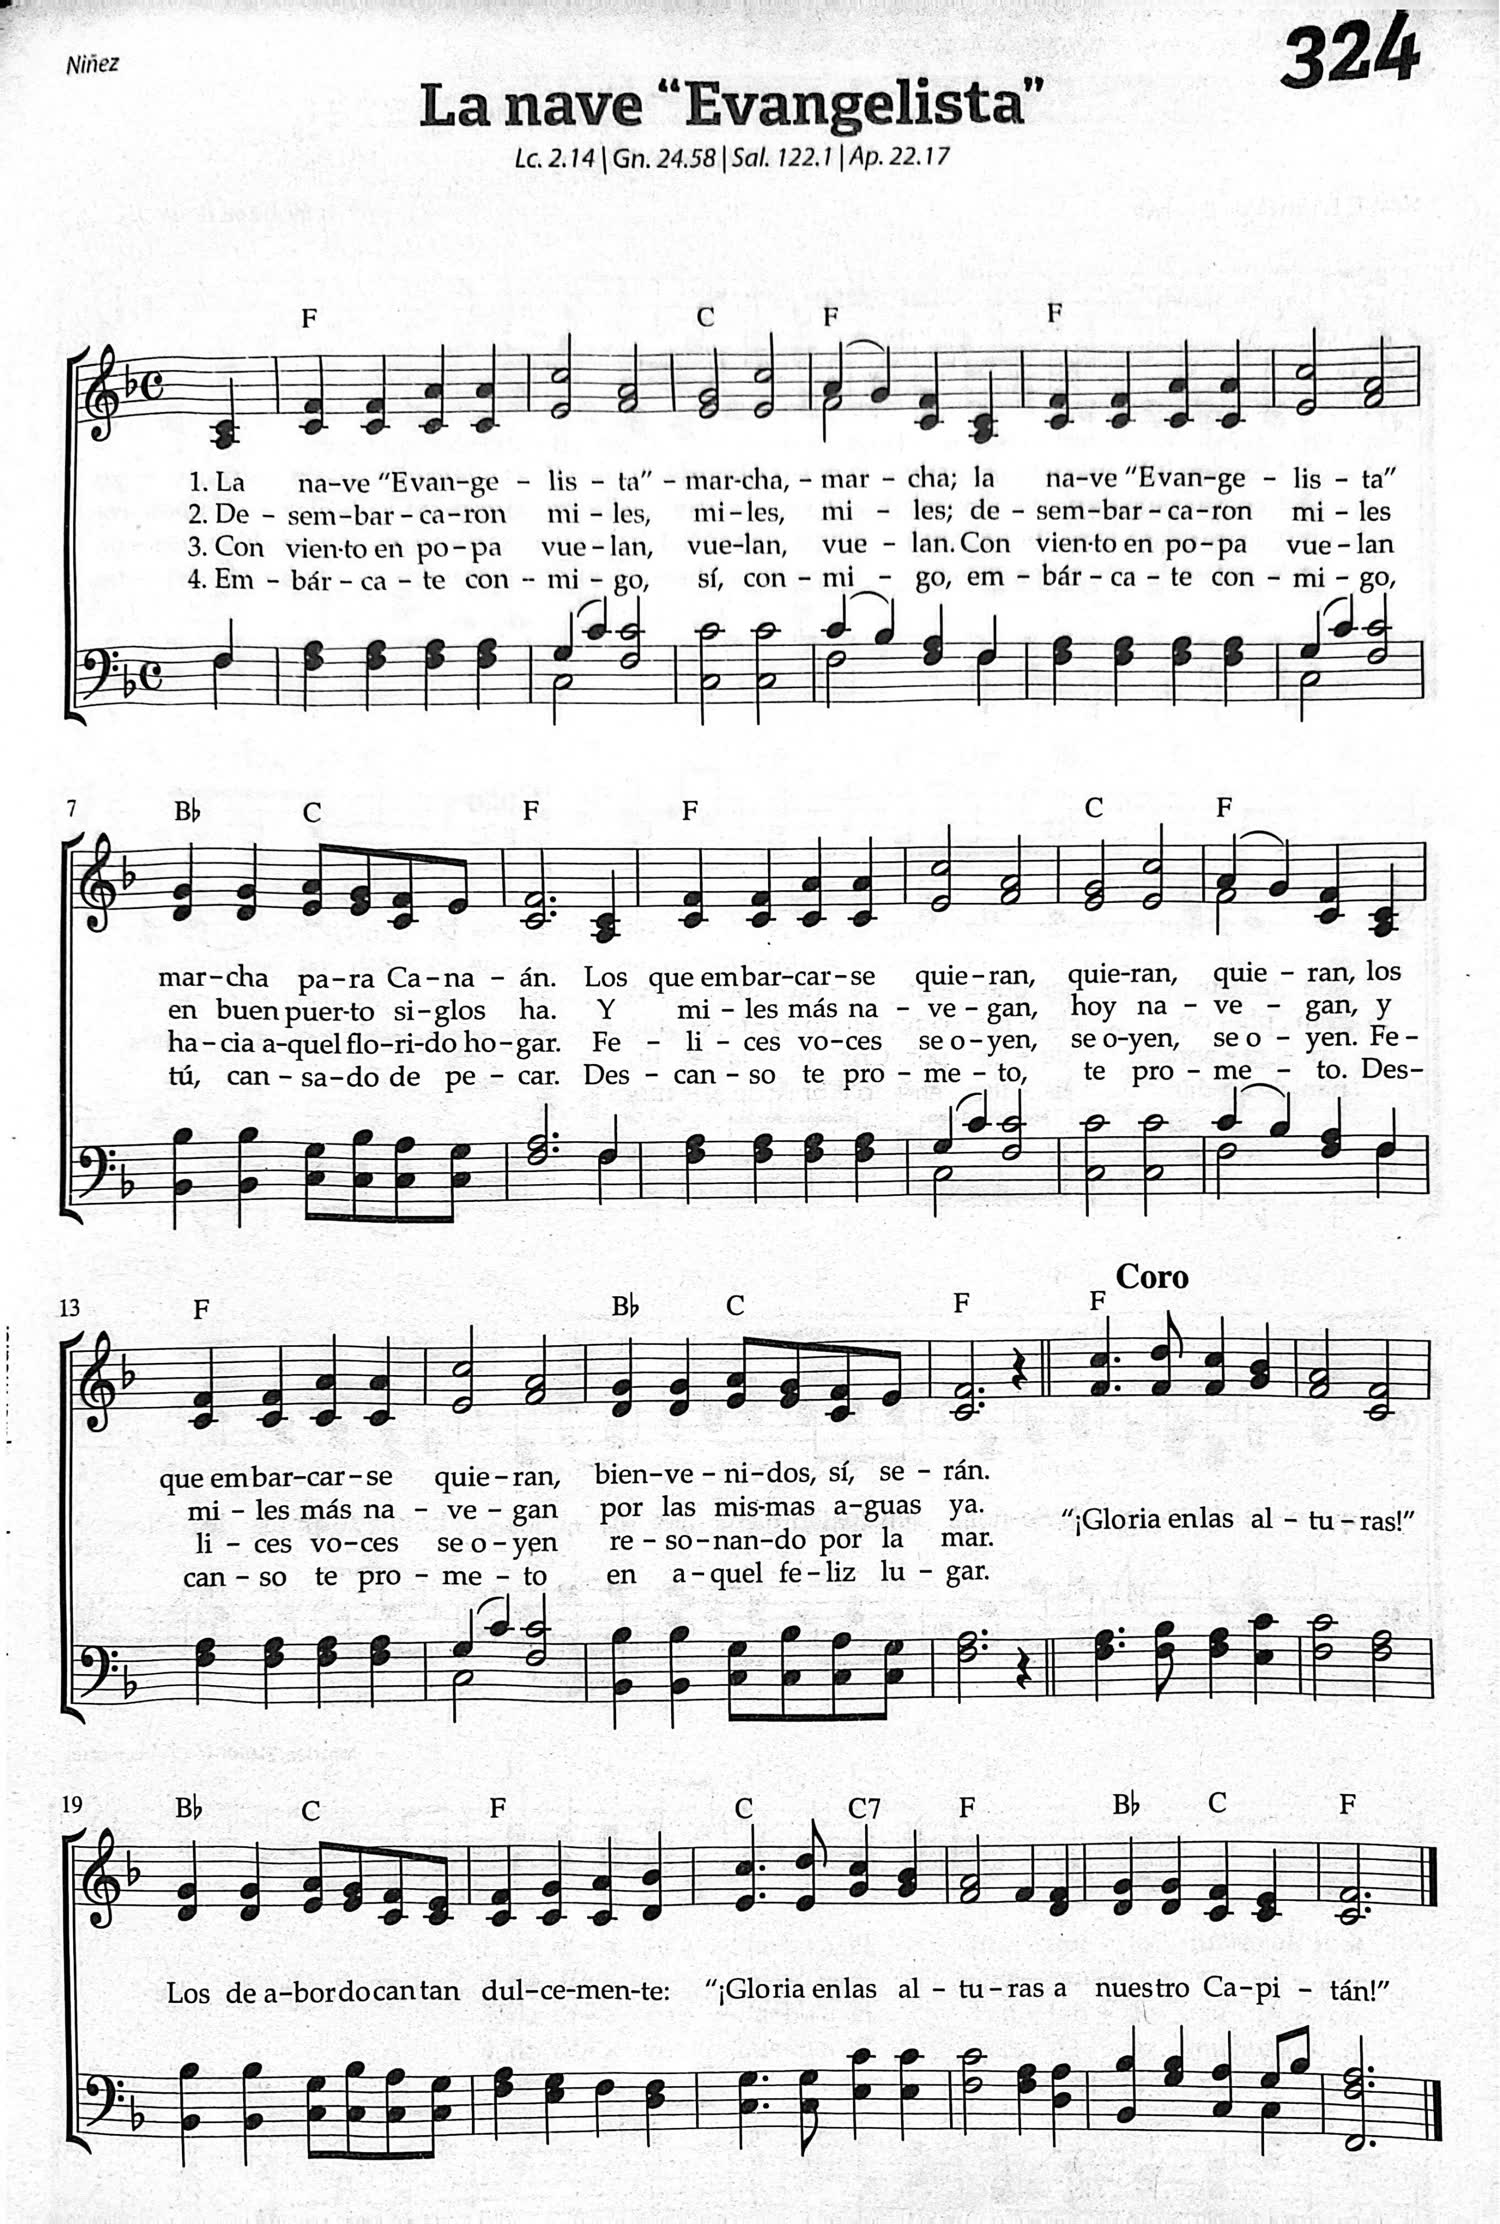 Niñez
324
La nave “Evangelista”
Lc. 2.14 | Gn. 24.58 | Sal. 122.1 | Ap. 22.17
F C F F
1. La na–ve “Evan–ge – lis – ta” – mar-cha, – mar – cha; la na–ve “Evan–ge – lis – ta”
2. De – sem–bar–ca–ron mi – les, mi–les, mi – les; de – sem–bar–ca–ron mi – les
3. Con vien-to en po–pa vue–lan, vue–lan, vue – lan. Con vien-to en po–pa vue–lan
4. Em – bár – ca – te con – mi – go, sí, con – mi – go, em – bár – ca – te con – mi – go,
7 B♭ C F F C F
mar–cha pa–ra Ca–na – án. Los que embar–car–se quie–ran, quie–ran, quie – ran, los
en buen puer-to si–glos ha. Y mi – les más na – ve – gan, hoy na – ve – gan, y
ha–cia a-quel flo–ri–do ho–gar. Fe – li – ces vo–ces se o–yen, se o–yen, se o – yen. Fe –
tú, can – sa–do de pe – car. Des – can – so te pro – me – to, te pro – me – to. Des–
Coro
13 F B♭ C F F
que embar–car–se quie–ran, bien–ve – ni–dos, sí, se – rán.
mi – les más na – ve – gan por las mis-mas a–guas ya.
“¡Gloria en las al – tu – ras!”
li – ces vo–ces se o – yen re – so–nan–do por la mar.
can – so te pro – me – to en a–quel fe–liz lu – gar.
19 B♭ C F C C7 F B♭ C F
Los de a–bordo cantan dul–ce–men–te: “¡Gloria en las al – tu – ras a nuestro Ca–pi – tán!”